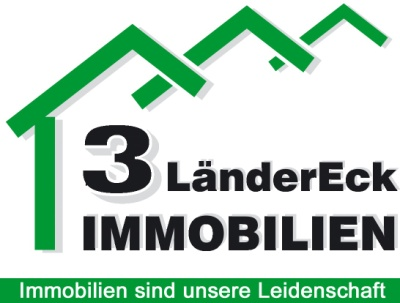 3 LänderEck
IMMOBILIEN
Immobilien sind unsere Leidenschaft